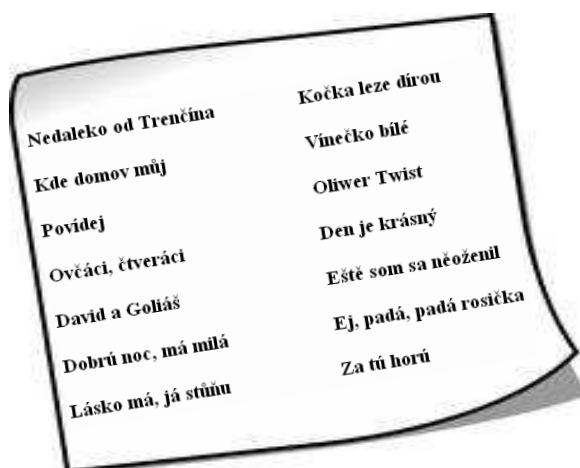 Nedaleko od Trenčína
Kde domov můj
Povídej
Ovčáci, čtveráci
David a Goliáš
Dobrú noc, má milá
Lásko má, já stůňu
Kočka leze dírou
Vínečko bílé
Oliwer Twist
Den je krásný
Eště som sa něoženil
Ej, padá, padá rosička
Za tú horú